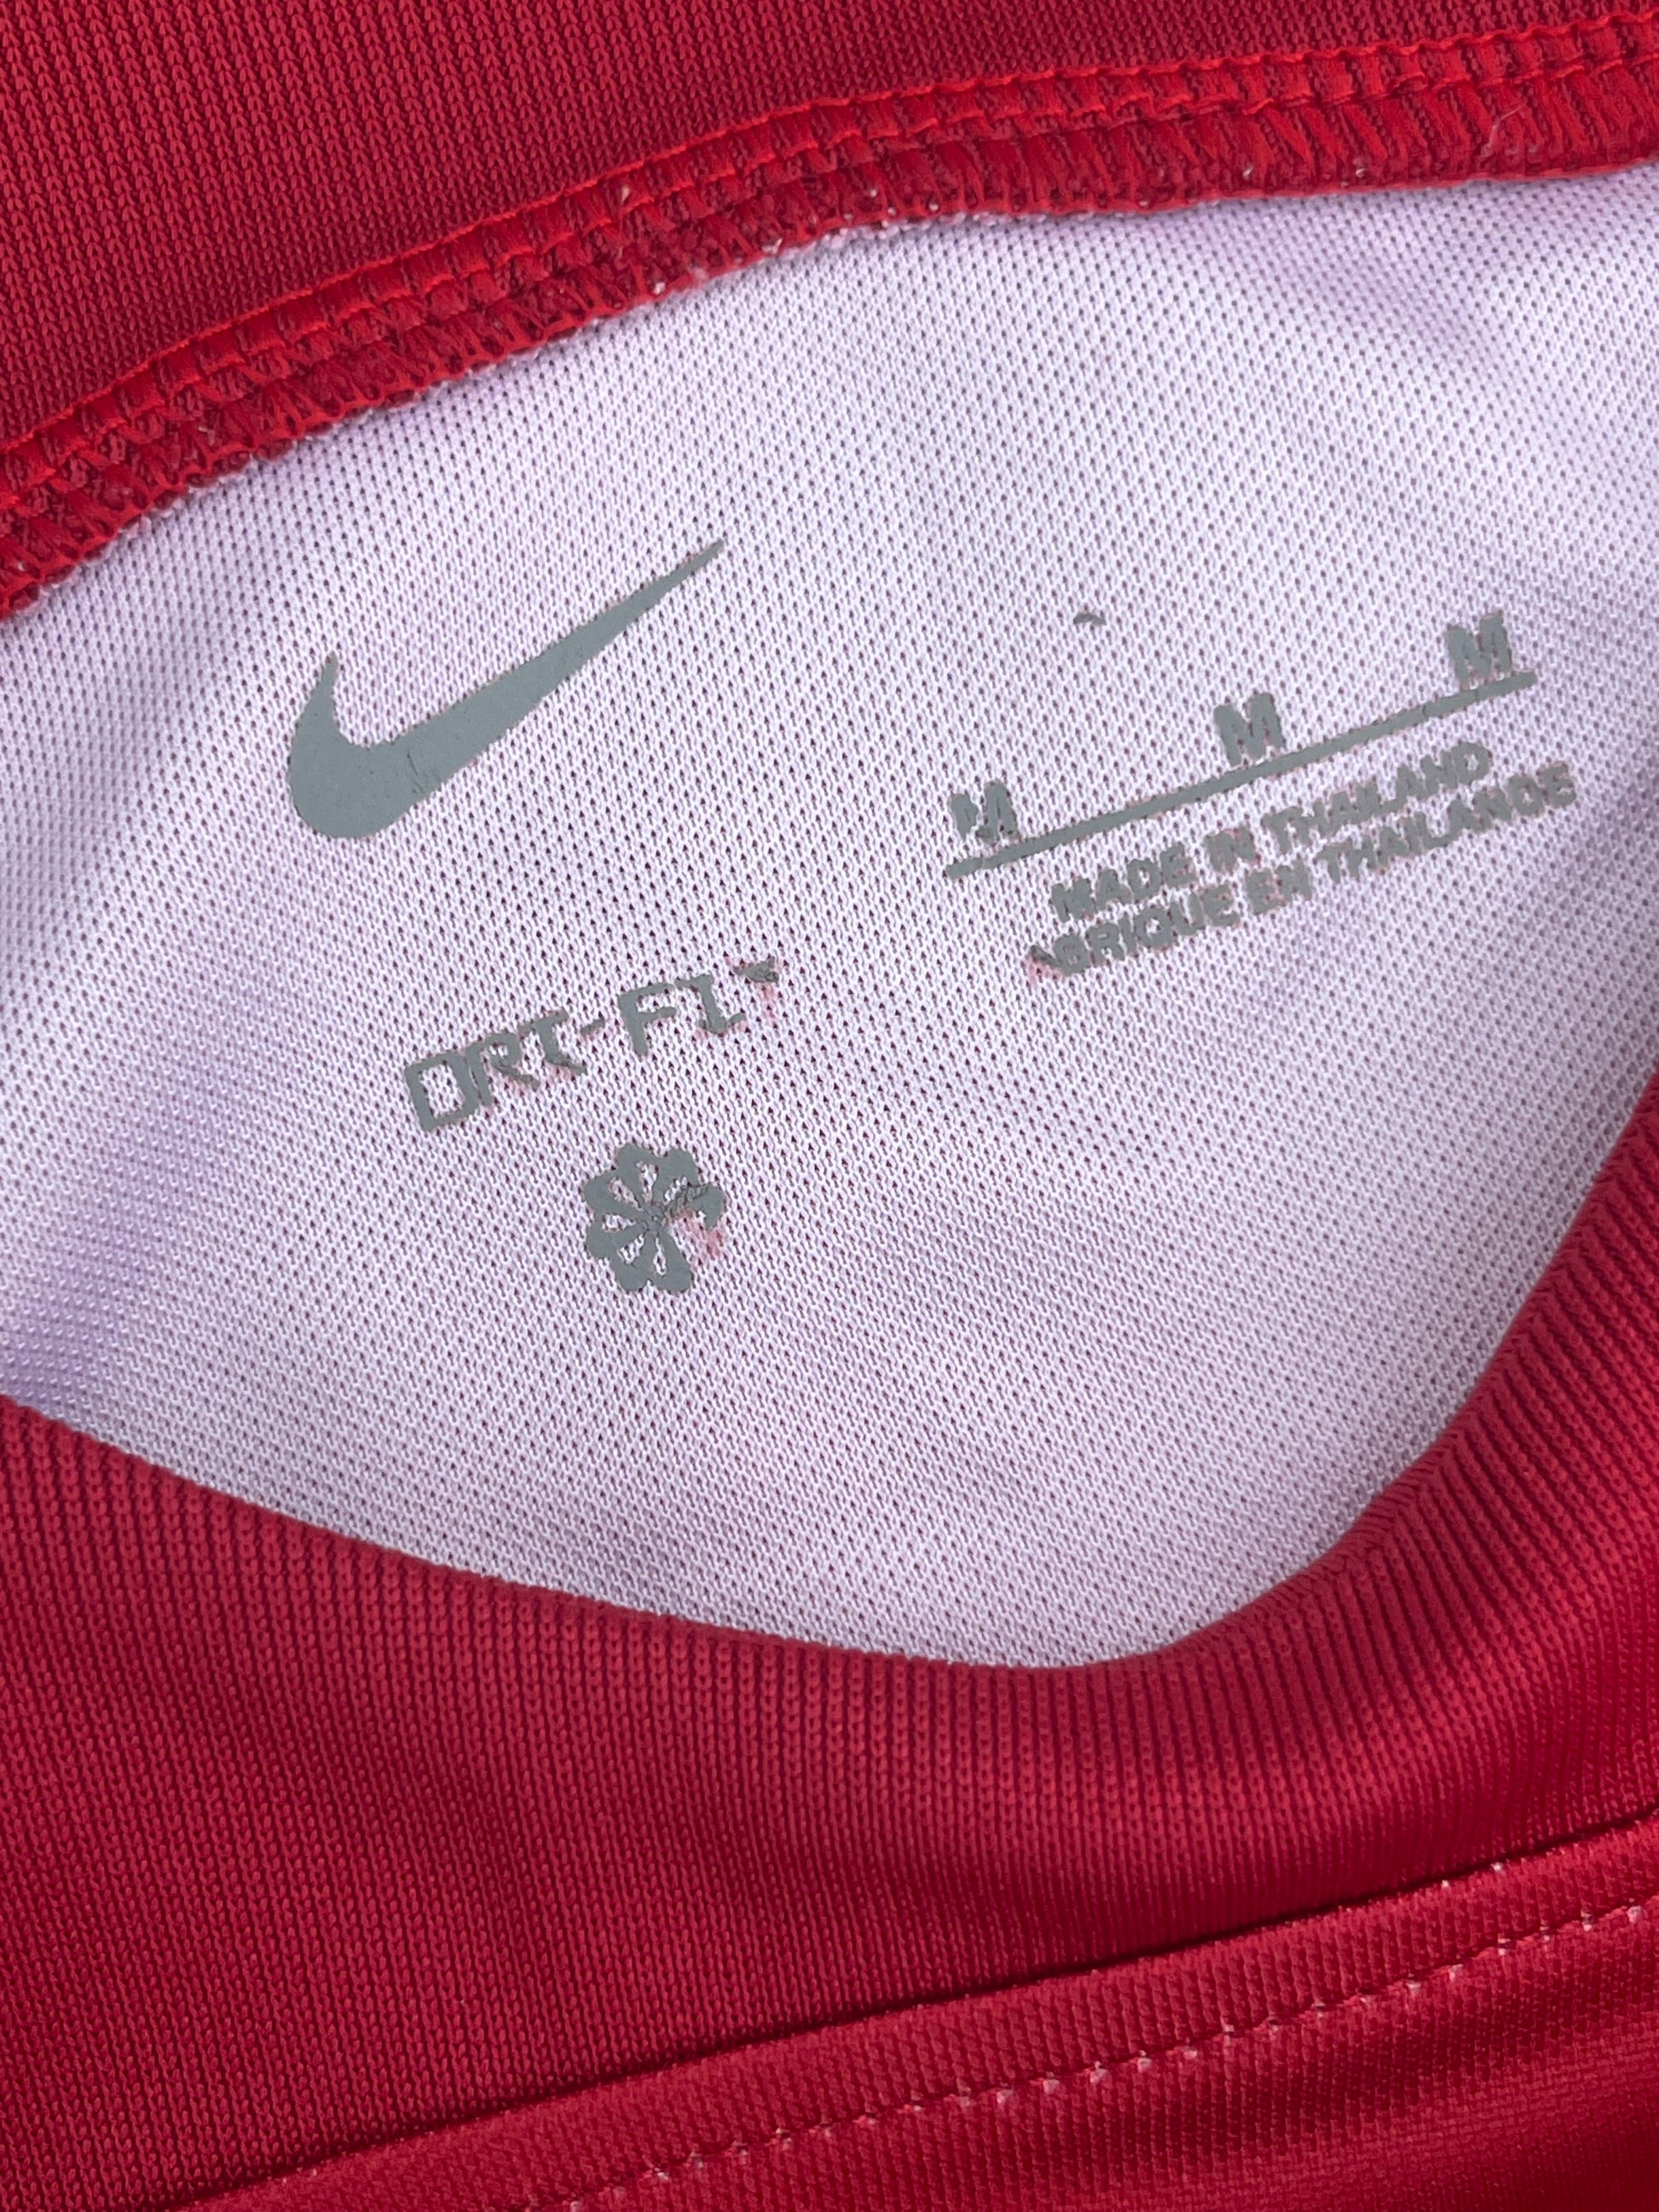 M M M
MADE IN THAILAND
ABRIQUE EN THAILANDE
DRI-FIT